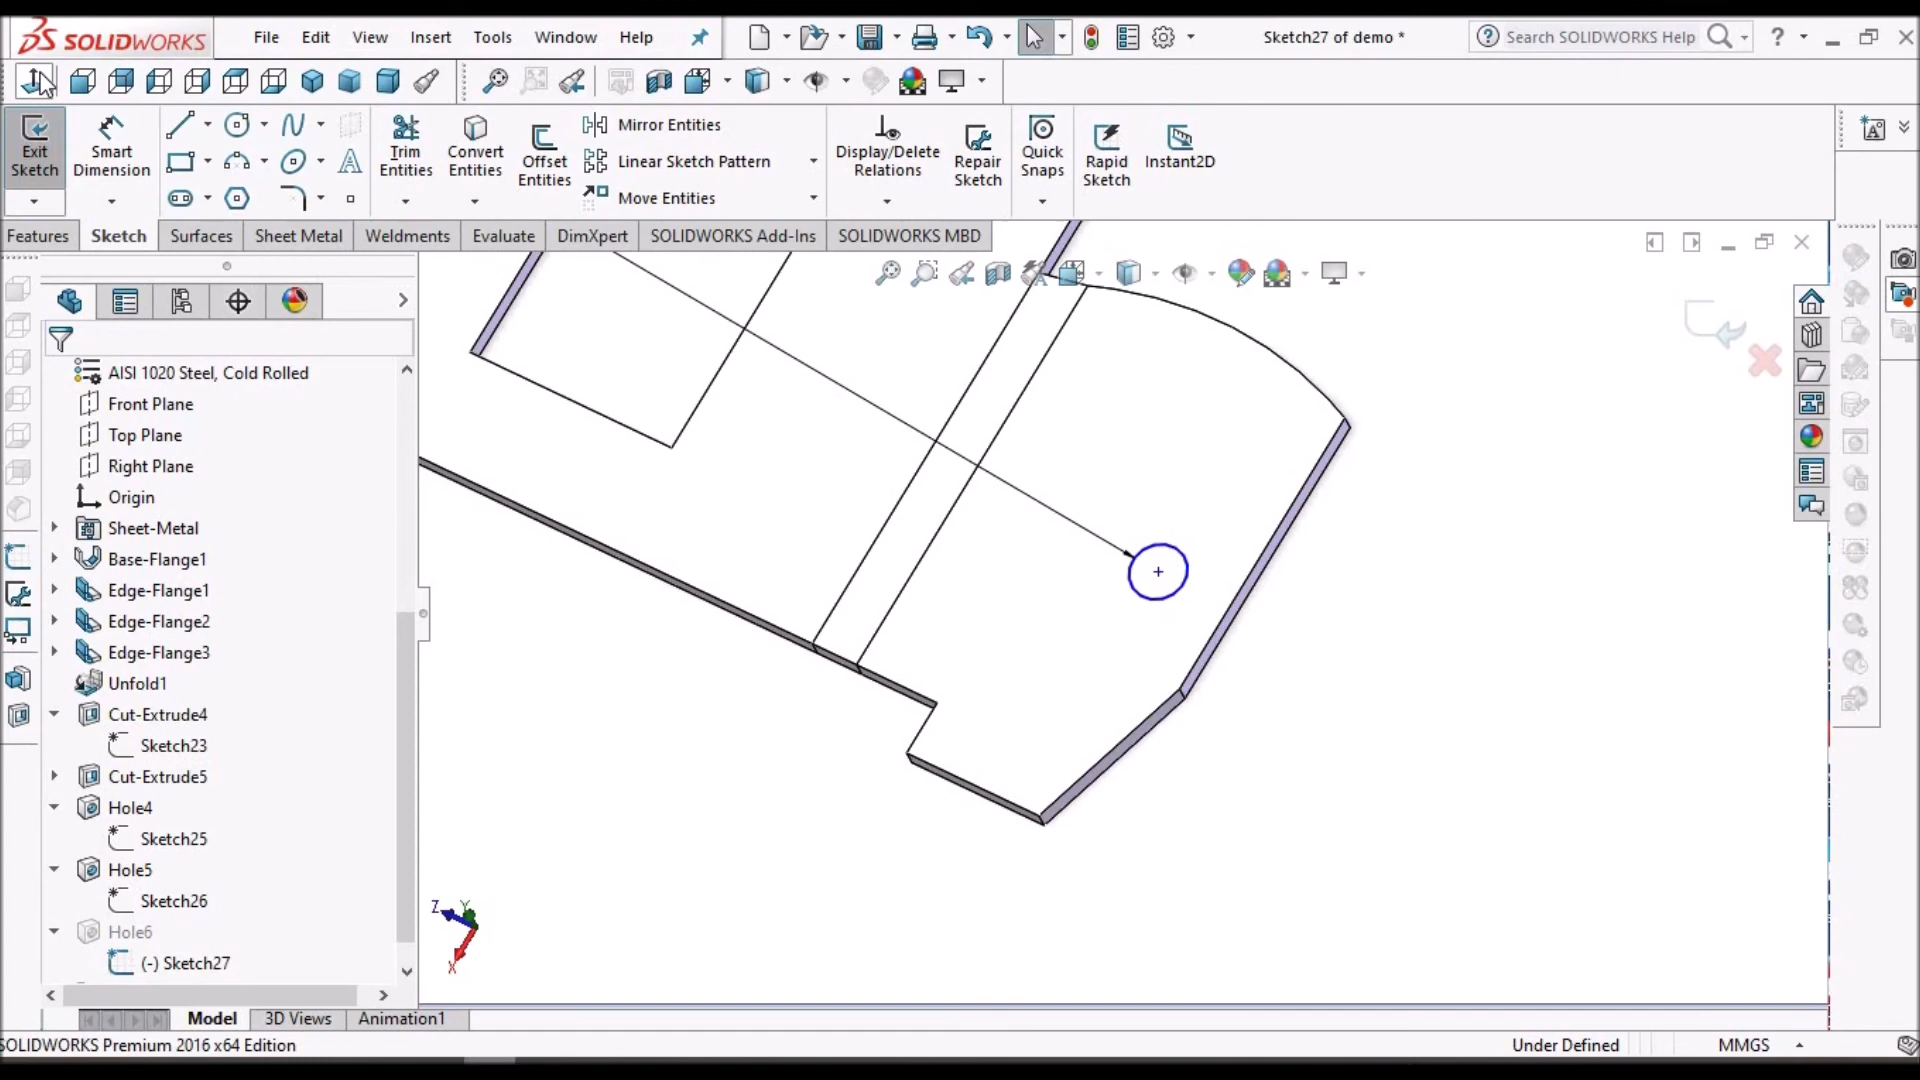 SOLIDWORKS
File Edit View Insert Tools Window Help
Sketch27 of demo *
Search SOLIDWORKS Help
?
Exit Sketch
Smart Dimension
Trim Entities
Convert Entities
Offset Entities
Mirror Entities
Linear Sketch Pattern
Move Entities
Display/Delete Relations
Repair Sketch
Quick Snaps
Rapid Sketch
Instant2D
Features Sketch Surfaces Sheet Metal Weldments Evaluate DimXpert SOLIDWORKS Add-Ins SOLIDWORKS MBD
AISI 1020 Steel, Cold Rolled
Front Plane
Top Plane
Right Plane
Origin
Sheet-Metal
Base-Flange1
Edge-Flange1
Edge-Flange2
Edge-Flange3
Unfold1
Cut-Extrude4
Sketch23
Cut-Extrude5
Hole4
Sketch25
Hole5
Sketch26
Hole6
(-) Sketch27
Z Y
X
Model 3D Views Animation1
SOLIDWORKS Premium 2016 x64 Edition
Under Defined
MMGS